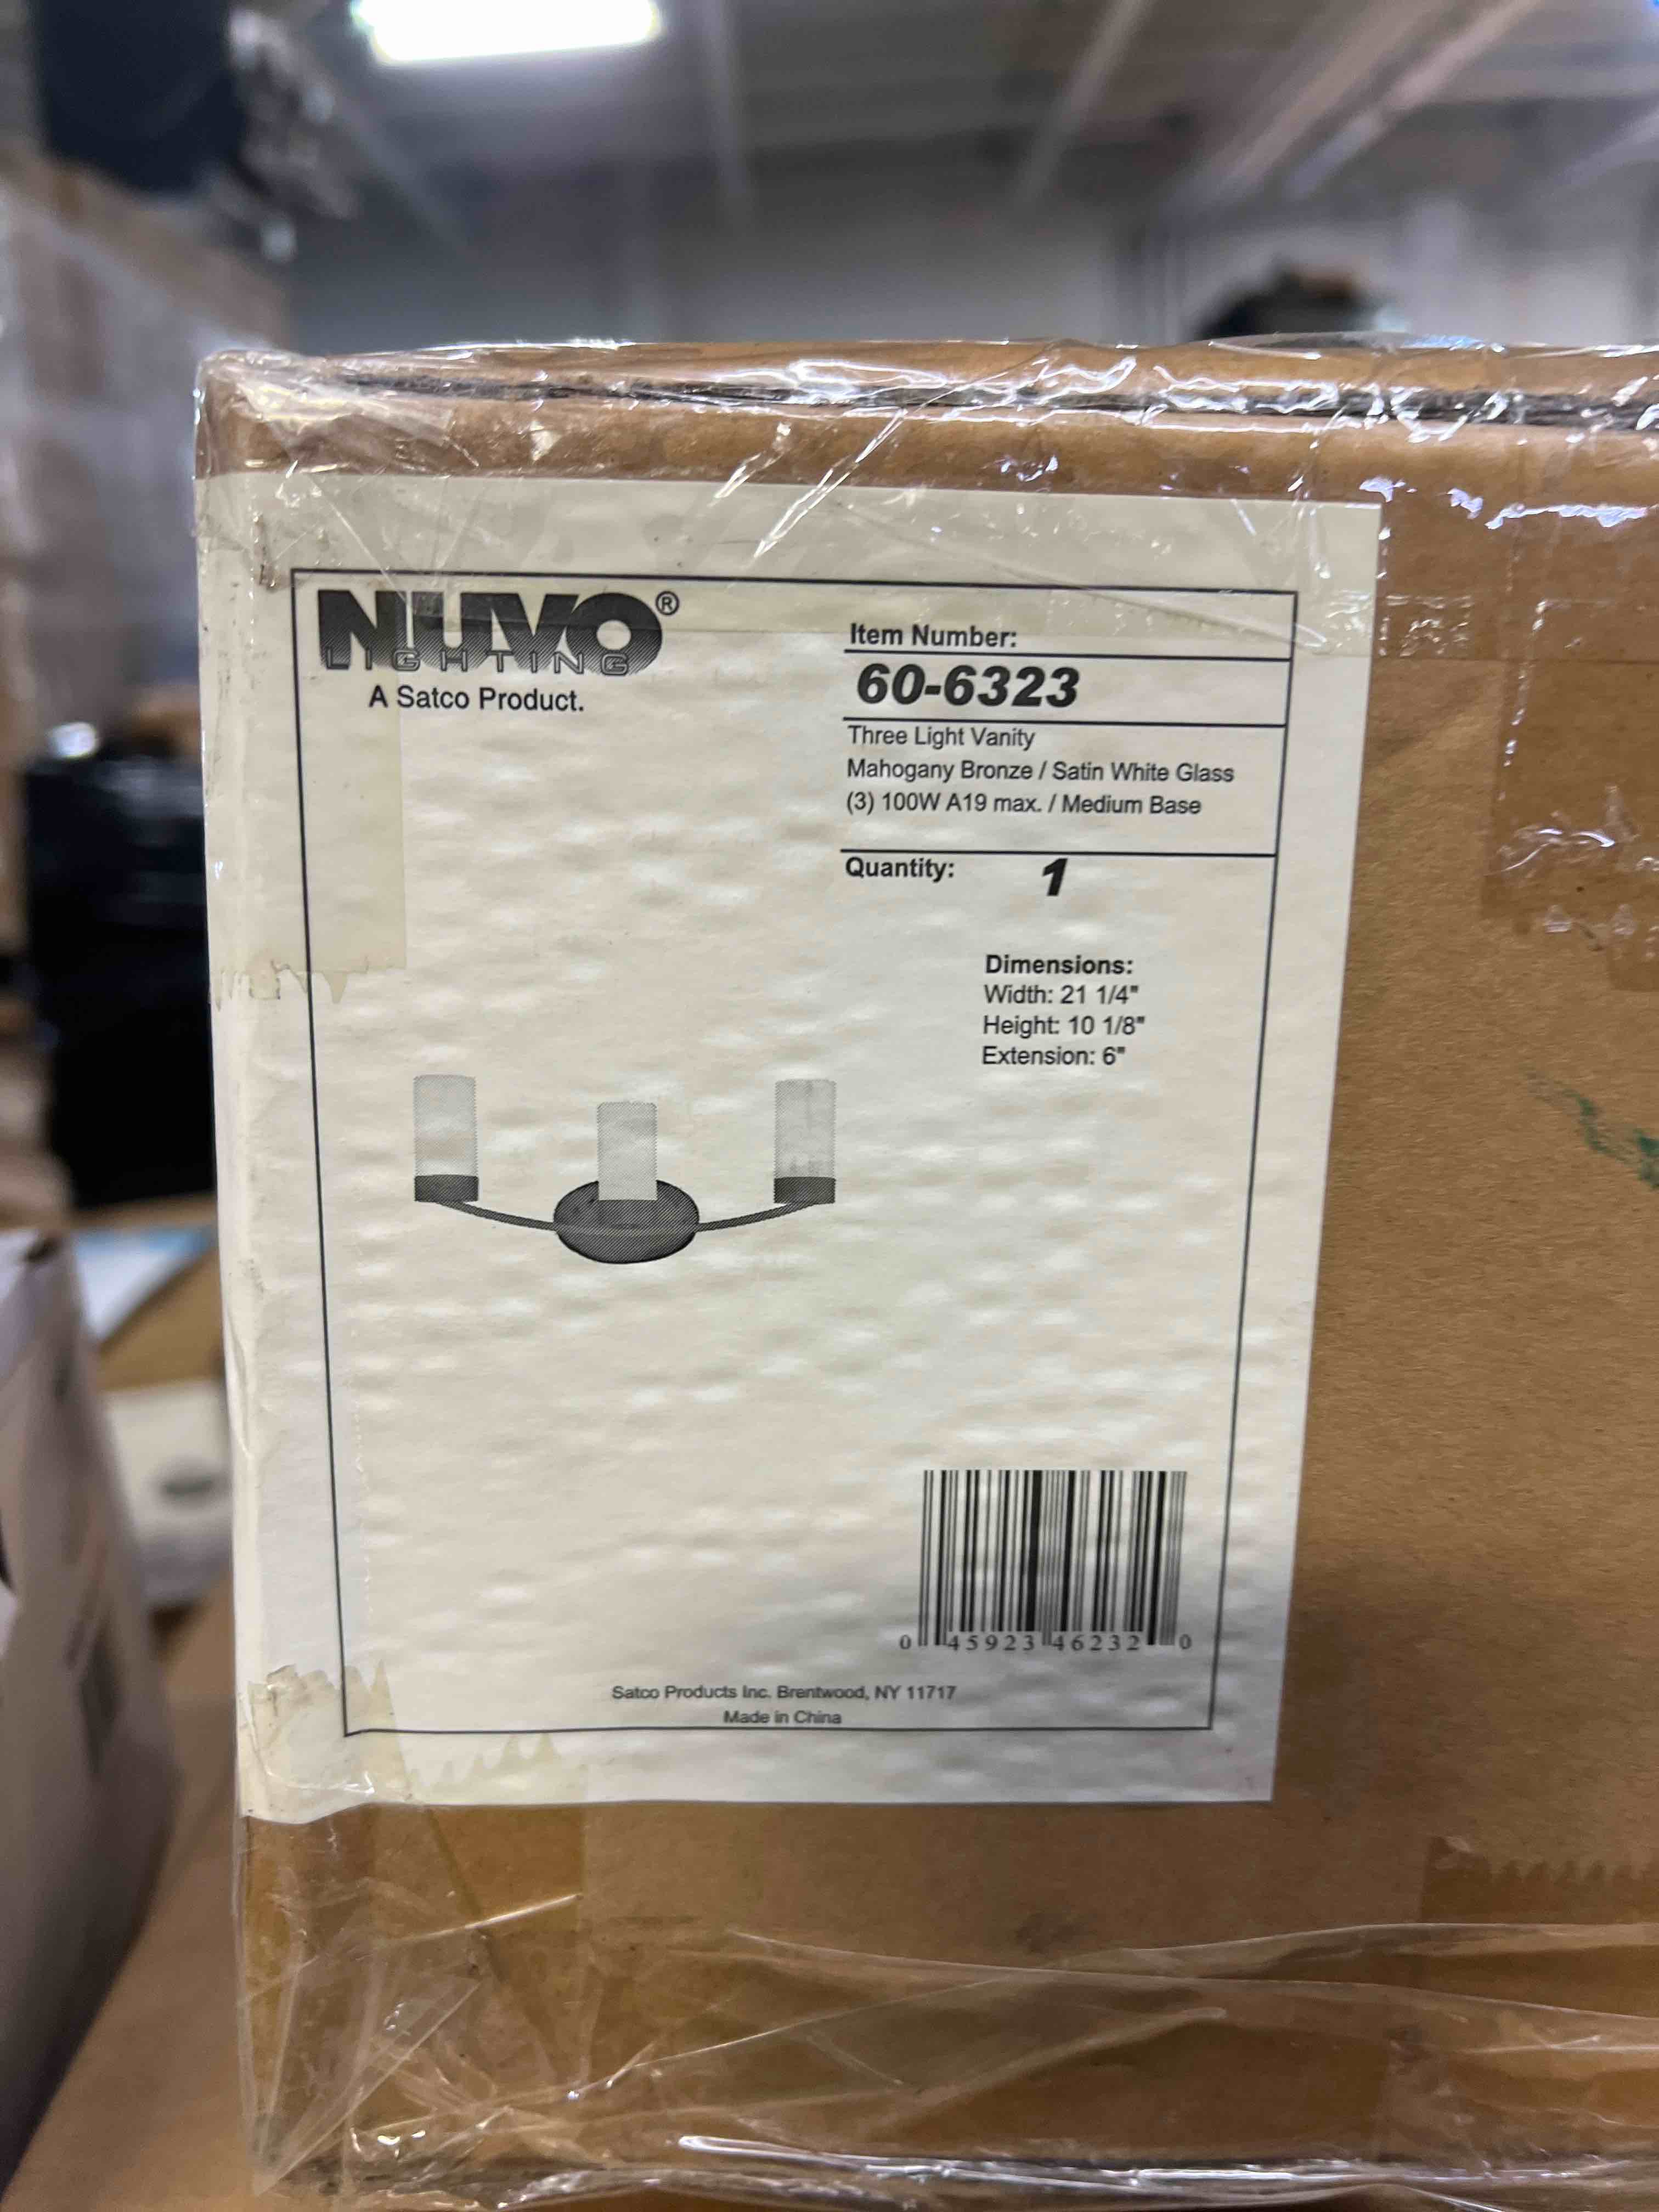 NUVO®
LIGHTING
A Satco Product.
Item Number:
60-6323
Three Light Vanity
Mahogany Bronze / Satin White Glass
(3) 100W A19 max. / Medium Base
Quantity: 1
Dimensions:
Width: 21 1/4"
Height: 10 1/8"
Extension: 6"
0 45923 46232 0
Satco Products Inc. Brentwood, NY 11717
Made in China